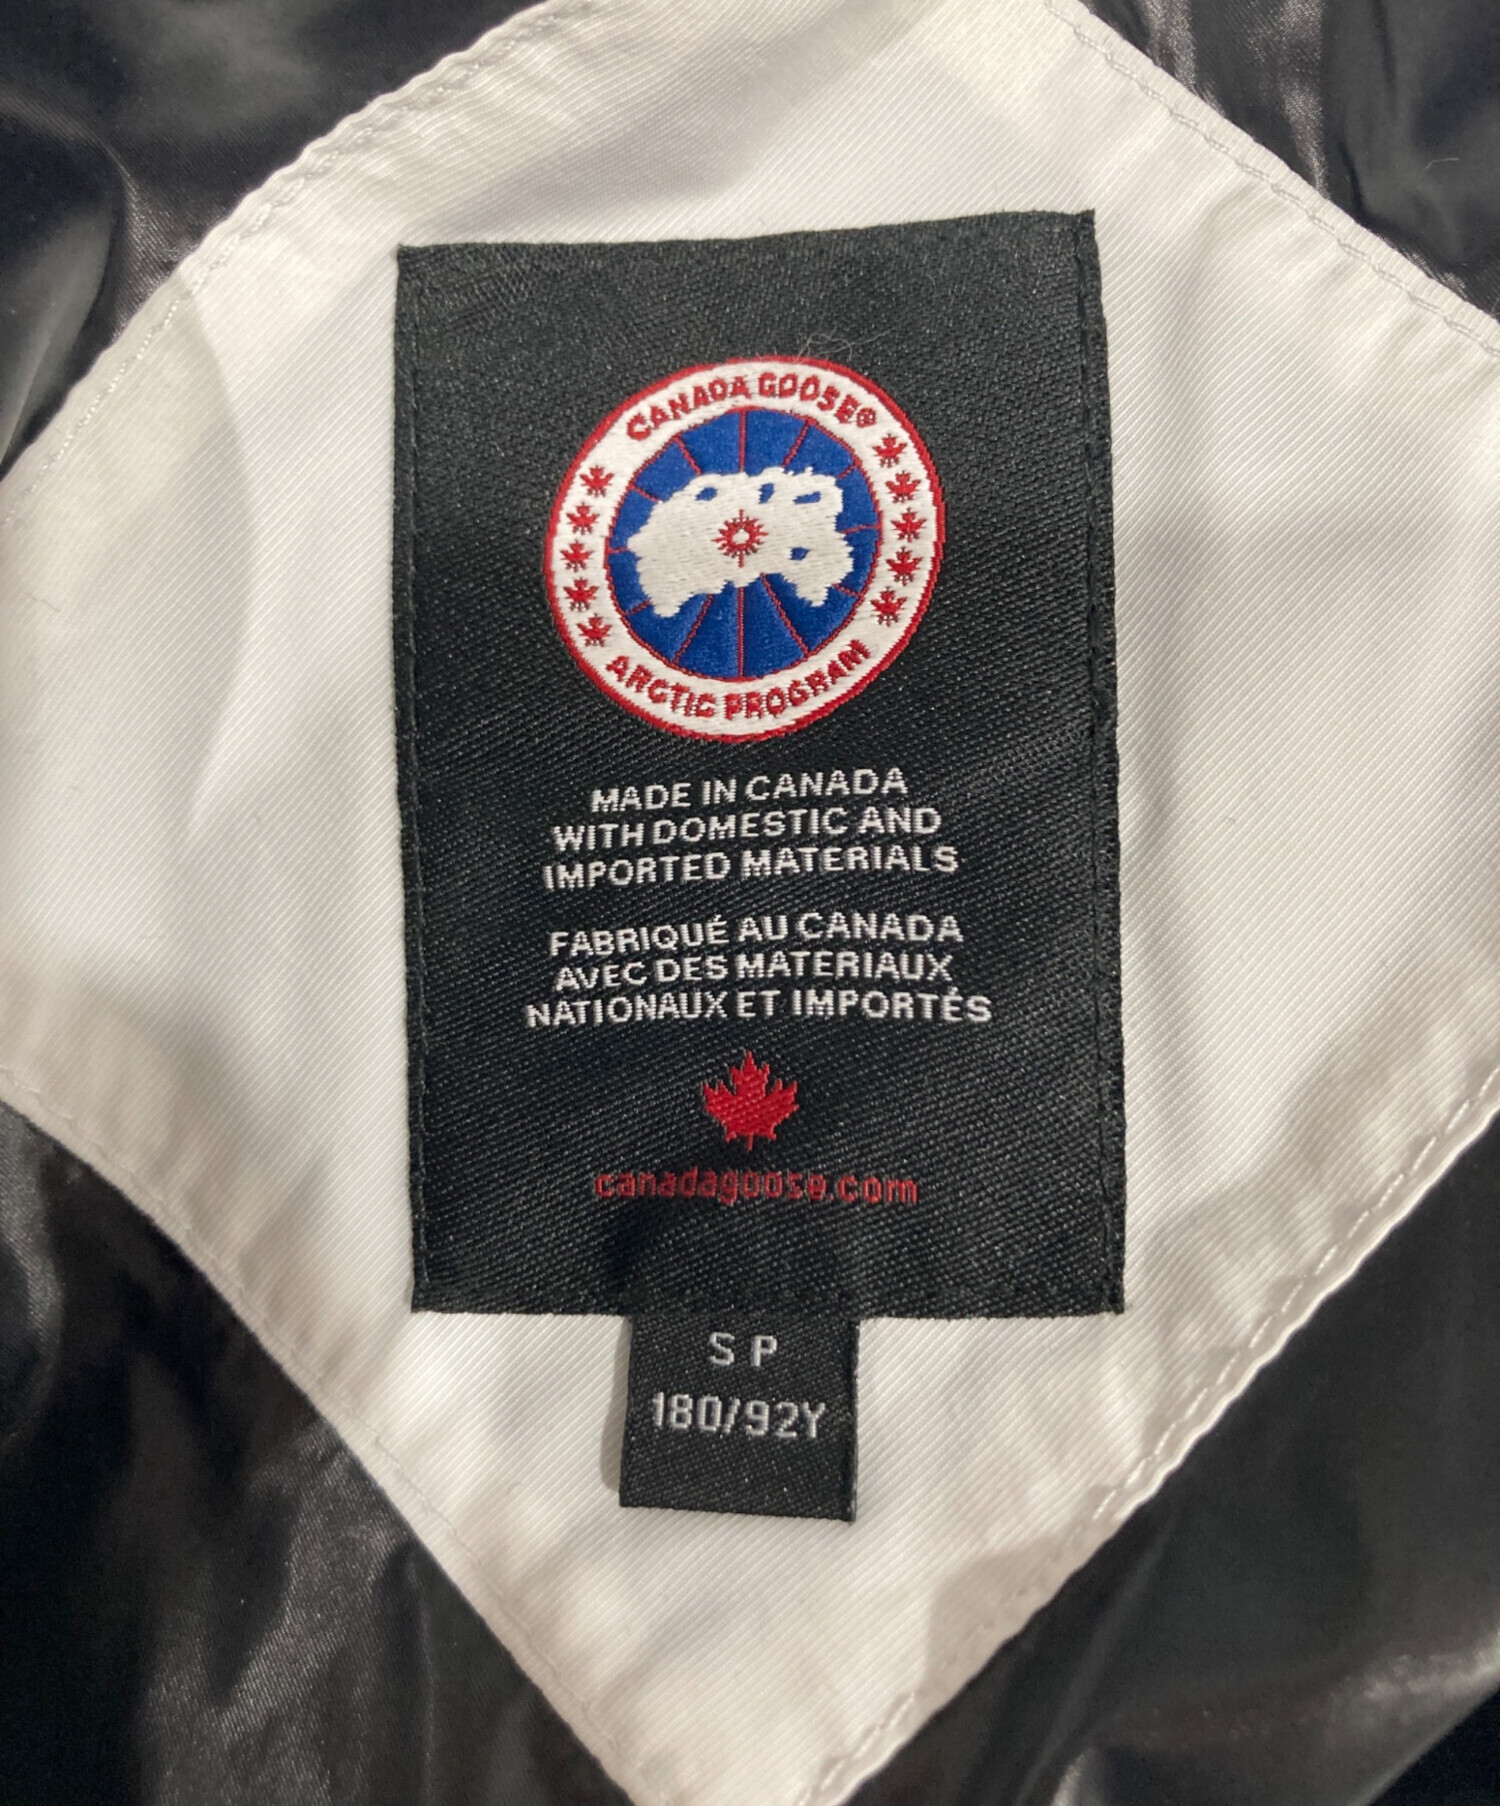 CANADA GOOSE®
ARCTIC PROGRAM
MADE IN CANADA
WITH DOMESTIC AND
IMPORTED MATERIALS
FABRIQUÉ AU CANADA
AVEC DES MATERIAUX
NATIONAUX ET IMPORTÉS
canadagoose.com
S P
180/92Y